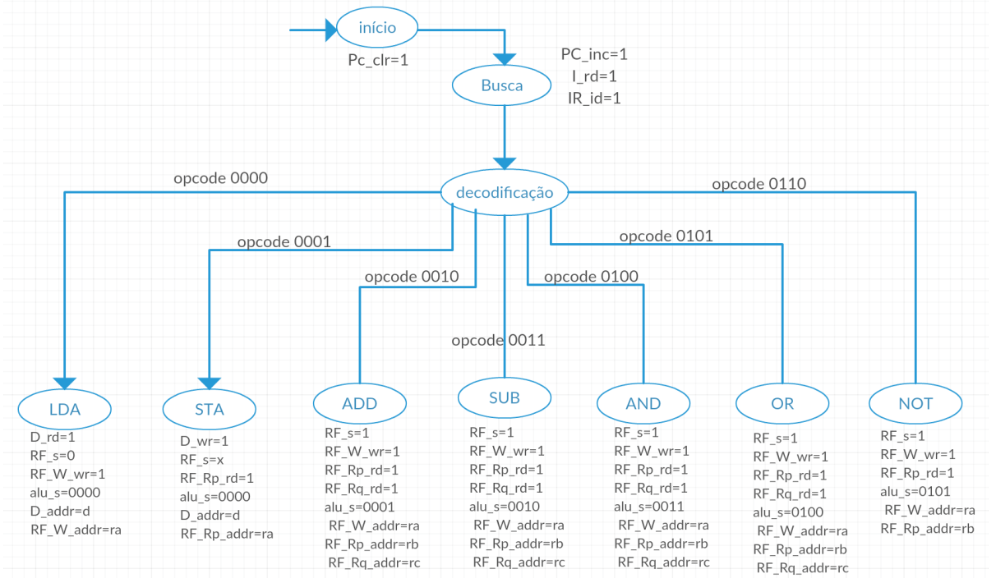 início
Pc_clr=1
PC_inc=1
I_rd=1
IR_id=1
Busca
decodificação
opcode 0000
opcode 0110
opcode 0001
opcode 0101
opcode 0010
opcode 0100
opcode 0011
LDA
D_rd=1
RF_s=0
RF_W_wr=1
alu_s=0000
D_addr=d
RF_W_addr=ra
STA
D_wr=1
RF_s=x
RF_Rp_rd=1
alu_s=0000
D_addr=d
RF_Rp_addr=ra
ADD
RF_s=1
RF_W_wr=1
RF_Rp_rd=1
RF_Rq_rd=1
alu_s=0001
RF_W_addr=ra
RF_Rp_addr=rb
RF_Rq_addr=rc
SUB
RF_s=1
RF_W_wr=1
RF_Rp_rd=1
RF_Rq_rd=1
alu_s=0010
RF_W_addr=ra
RF_Rp_addr=rb
RF_Rq_addr=rc
AND
RF_s=1
RF_W_wr=1
RF_Rp_rd=1
RF_Rq_rd=1
alu_s=0011
RF_W_addr=ra
RF_Rp_addr=rb
RF_Rq_addr=rc
OR
RF_s=1
RF_W_wr=1
RF_Rp_rd=1
RF_Rq_rd=1
alu_s=0100
RF_W_addr=ra
RF_Rp_addr=rb
RF_Rq_addr=rc
NOT
RF_s=1
RF_W_wr=1
RF_Rp_rd=1
alu_s=0101
RF_W_addr=ra
RF_Rp_addr=rb